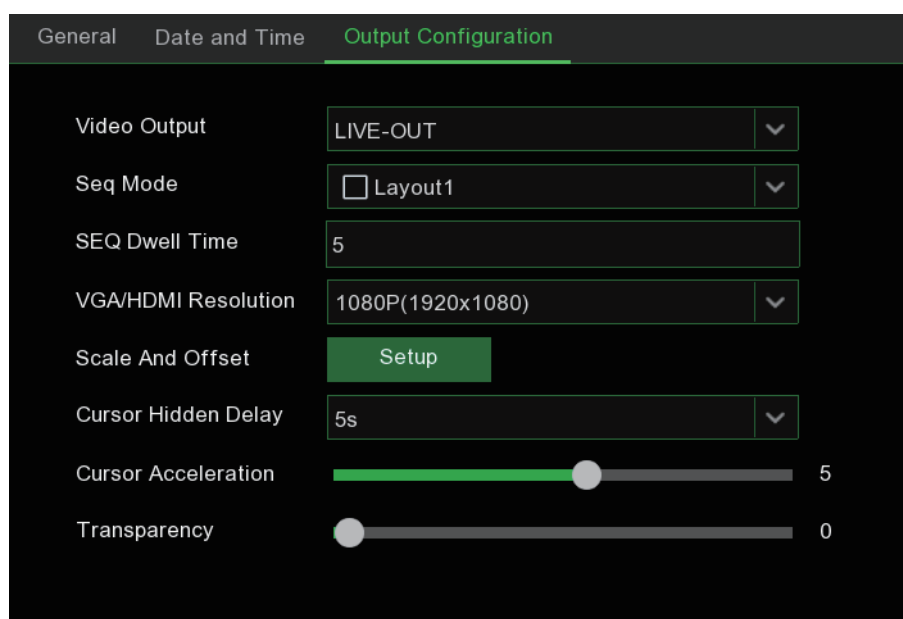 General Date and Time Output Configuration
Video Output LIVE-OUT
Seq Mode Layout1
SEQ Dwell Time 5
VGA/HDMI Resolution 1080P(1920x1080)
Scale And Offset Setup
Cursor Hidden Delay 5s
Cursor Acceleration 5
Transparency 0